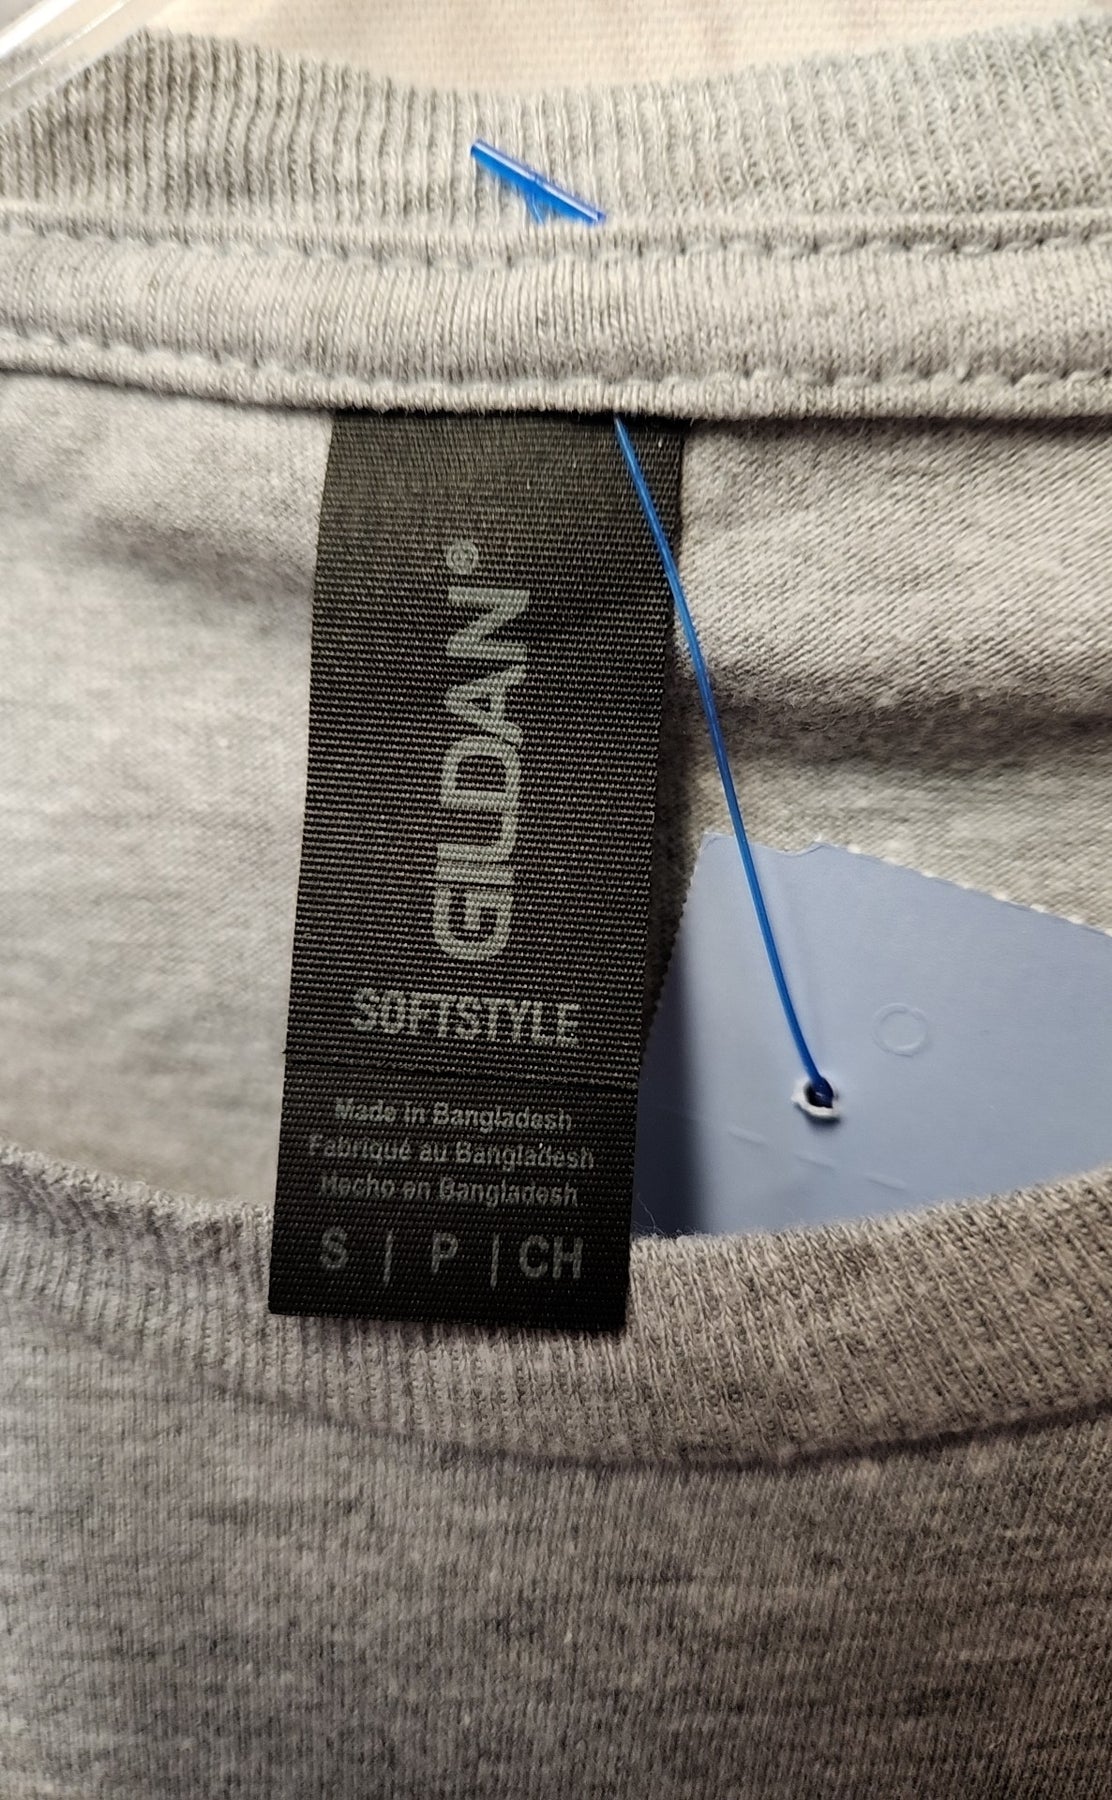 GILDAN®
SOFTSTYLE
Made in Bangladesh
Fabriqué au Bangladesh
Hecho en Bangladesh
S | P | CH